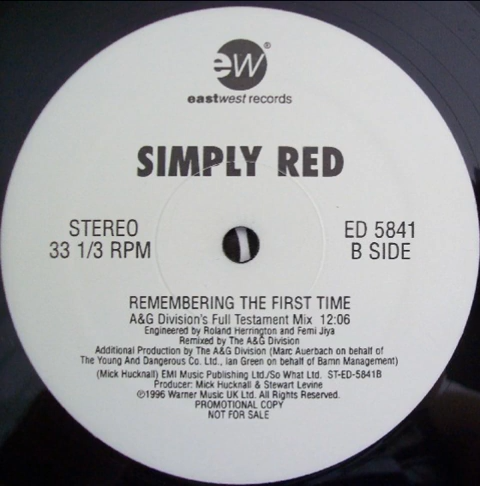 ew®
eastwest records
SIMPLY RED
STEREO
33 1/3 RPM
ED 5841
B SIDE
REMEMBERING THE FIRST TIME
A&G Division's Full Testament Mix 12:06
Engineered by Roland Herrington and Femi Jiya
Remixed by The A&G Division
Additional Production by The A&G Division (Marc Auerbach on behalf of
The Young And Dangerous Co. Ltd., Ian Green on behalf of Bamn Management)
(Mick Hucknall) EMI Music Publishing Ltd./So What Ltd. ST-ED-5841B
Producer: Mick Hucknall & Stewart Levine
℗1996 Warner Music UK Ltd. All Rights Reserved.
PROMOTIONAL COPY
NOT FOR SALE